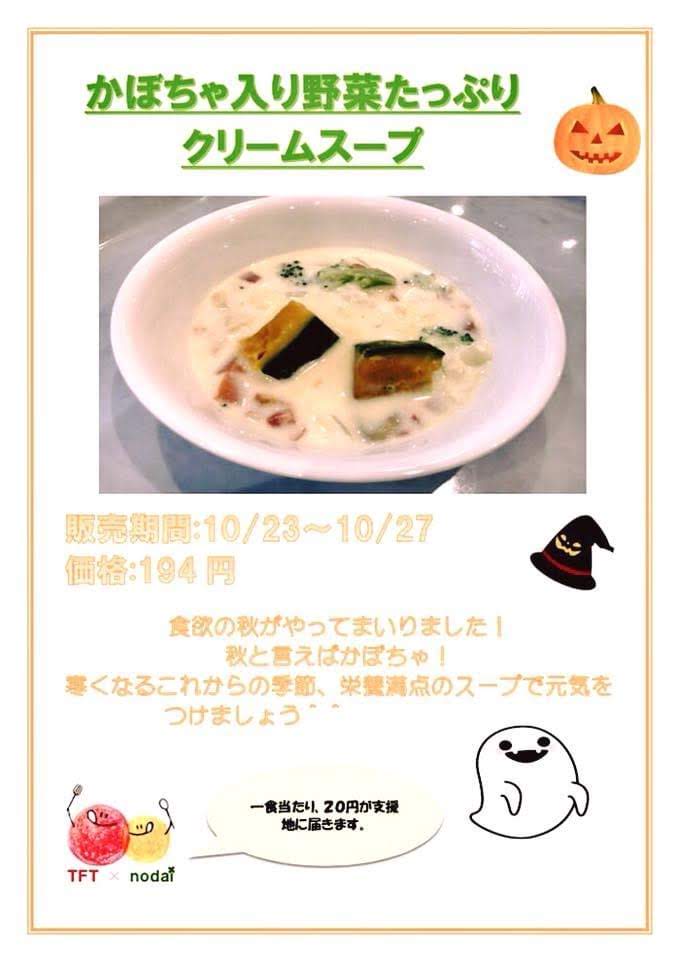 かぼちゃ入り野菜たっぷり
クリームスープ
販売期間:10/23～10/27
価格:194円
食欲の秋がやってまいりました！
秋と言えばかぼちゃ！
寒くなるこれからの季節、栄養満点のスープで元気を
つけましょう＾＾
一食当たり、20円が支援
地に届きます。
TFT × nodai